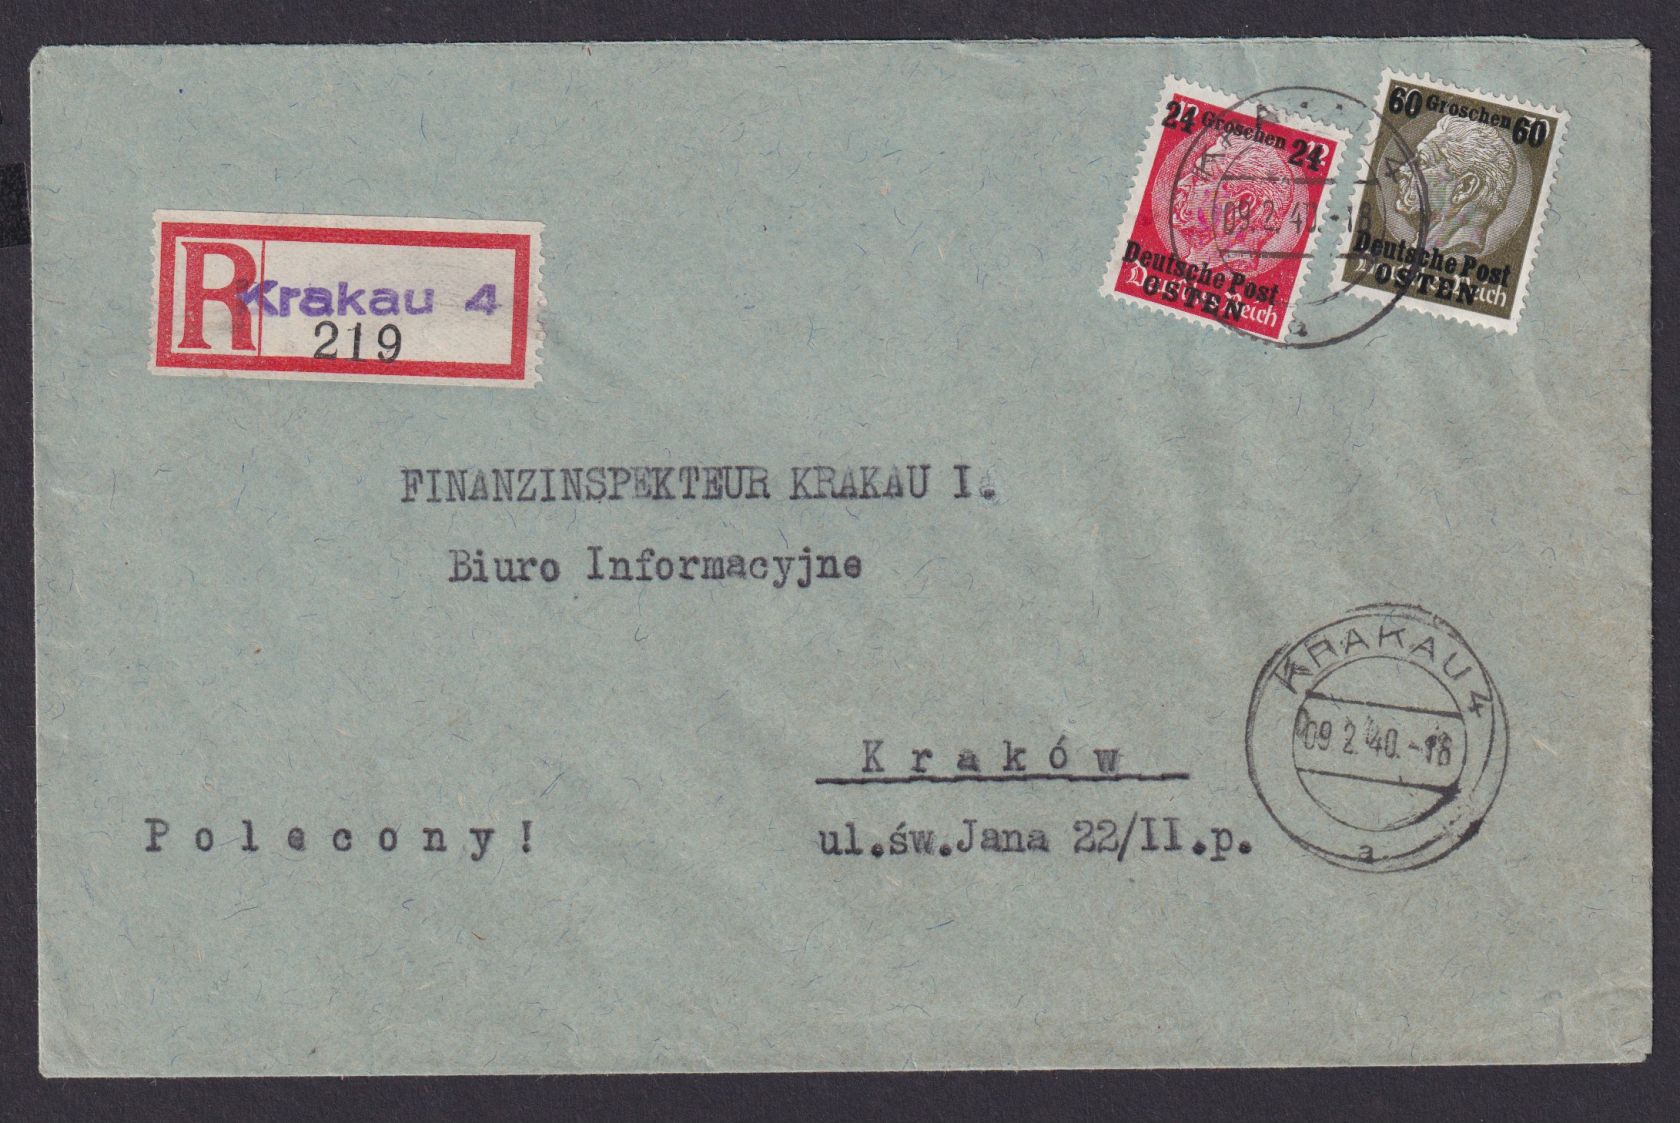 R Krakau 4
219
24 Groschen 24
Deutsche Post
OSTEN
60 Groschen 60
Deutsche Post
OSTEN
09.2.40.-18
a
FINANZINSPEKTEUR KRAKAU I.
Biuro Informacyjne
Kraków
ul.św.Jana 22/II.p.
Polecony!
KRAKAU 4
09.2.40.-18
a